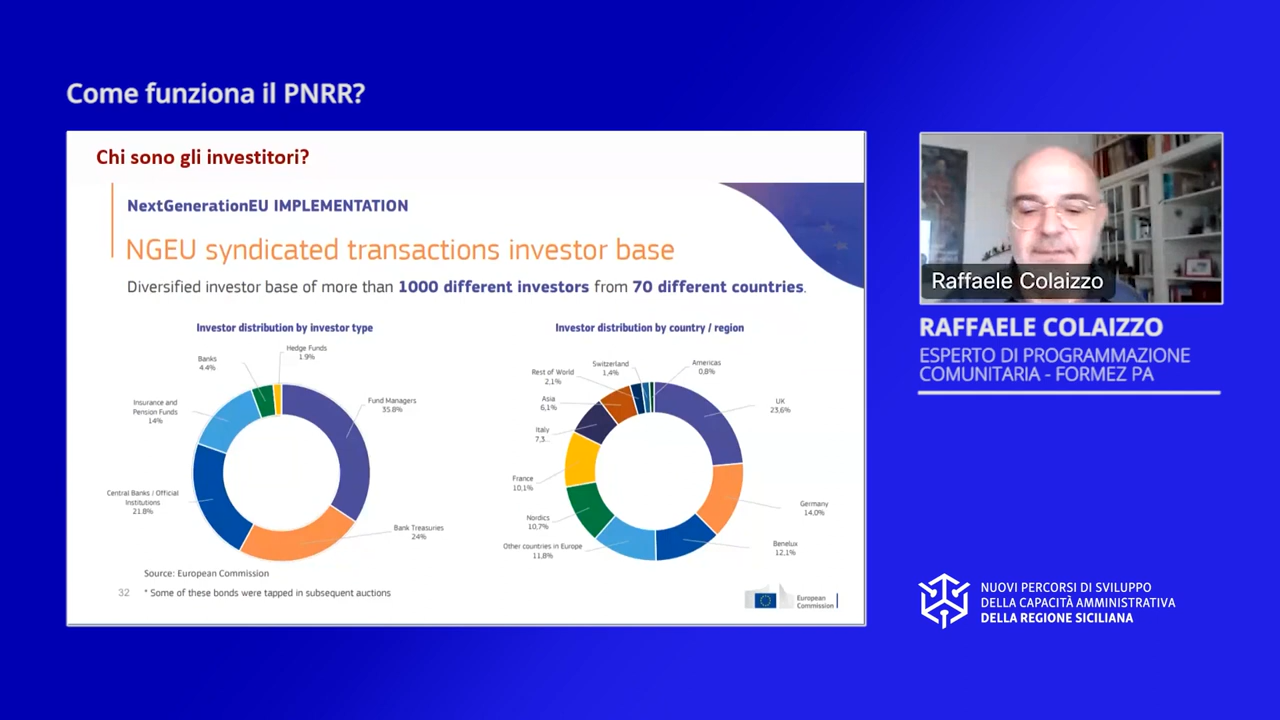 Come funziona il PNRR?
Chi sono gli investitori?
NextGenerationEU IMPLEMENTATION
NGEU syndicated transactions investor base
Diversified investor base of more than 1000 different investors from 70 different countries.
Investor distribution by investor type
Hedge Funds
1.9%
Banks
4.4%
Fund Managers
35.8%
Insurance and
Pension Funds
14%
Central Banks / Official
Institutions
21.8%
Bank Treasuries
24%
Investor distribution by country / region
Americas
0,8%
Switzerland
1,4%
Rest of World
2,1%
Asia
6,1%
UK
23,6%
Italy
7,3...
France
10,1%
Germany
14,0%
Nordics
10,7%
Other countries in Europe
11,8%
Benelux
12,1%
Source: European Commission
32 * Some of these bonds were tapped in subsequent auctions
European
Commission
Raffaele Colaizzo
RAFFAELE COLAIZZO
ESPERTO DI PROGRAMMAZIONE
COMUNITARIA - FORMEZ PA
NUOVI PERCORSI DI SVILUPPO
DELLA CAPACITÀ AMMINISTRATIVA
DELLA REGIONE SICILIANA